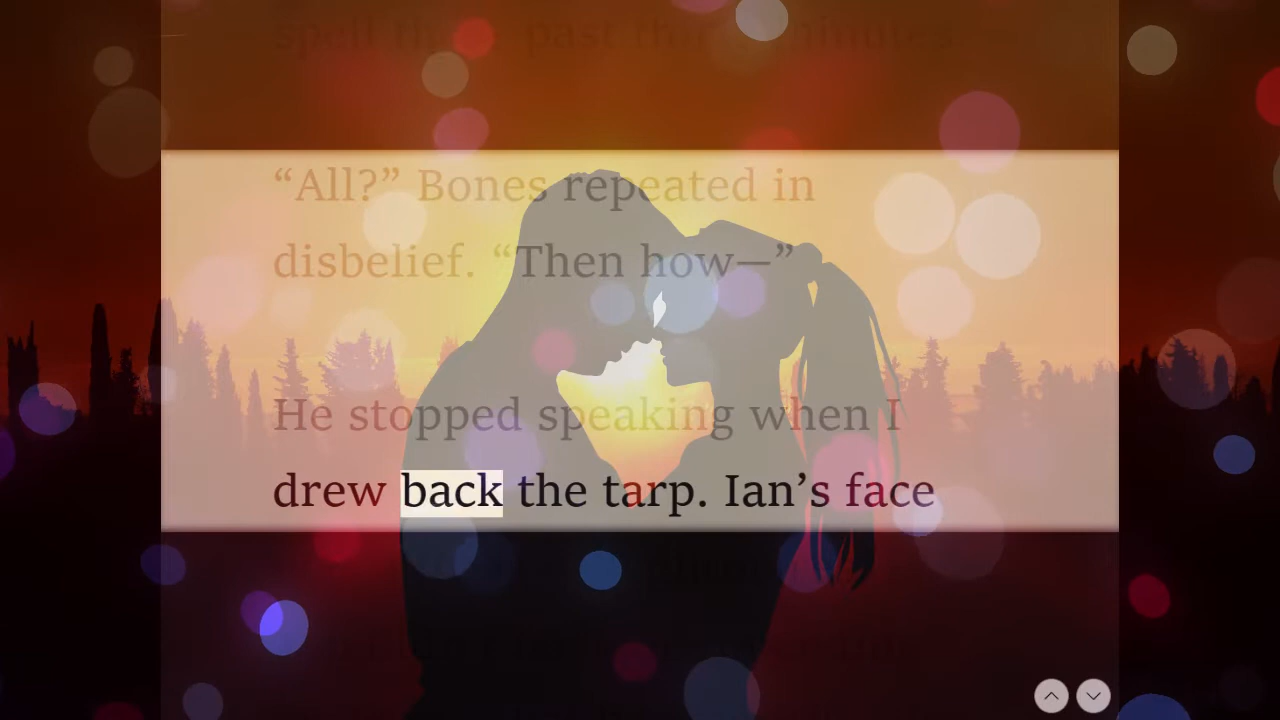 “All?” Bones repeated in
disbelief. “Then how—”
He stopped speaking when I
drew back the tarp. Ian’s face